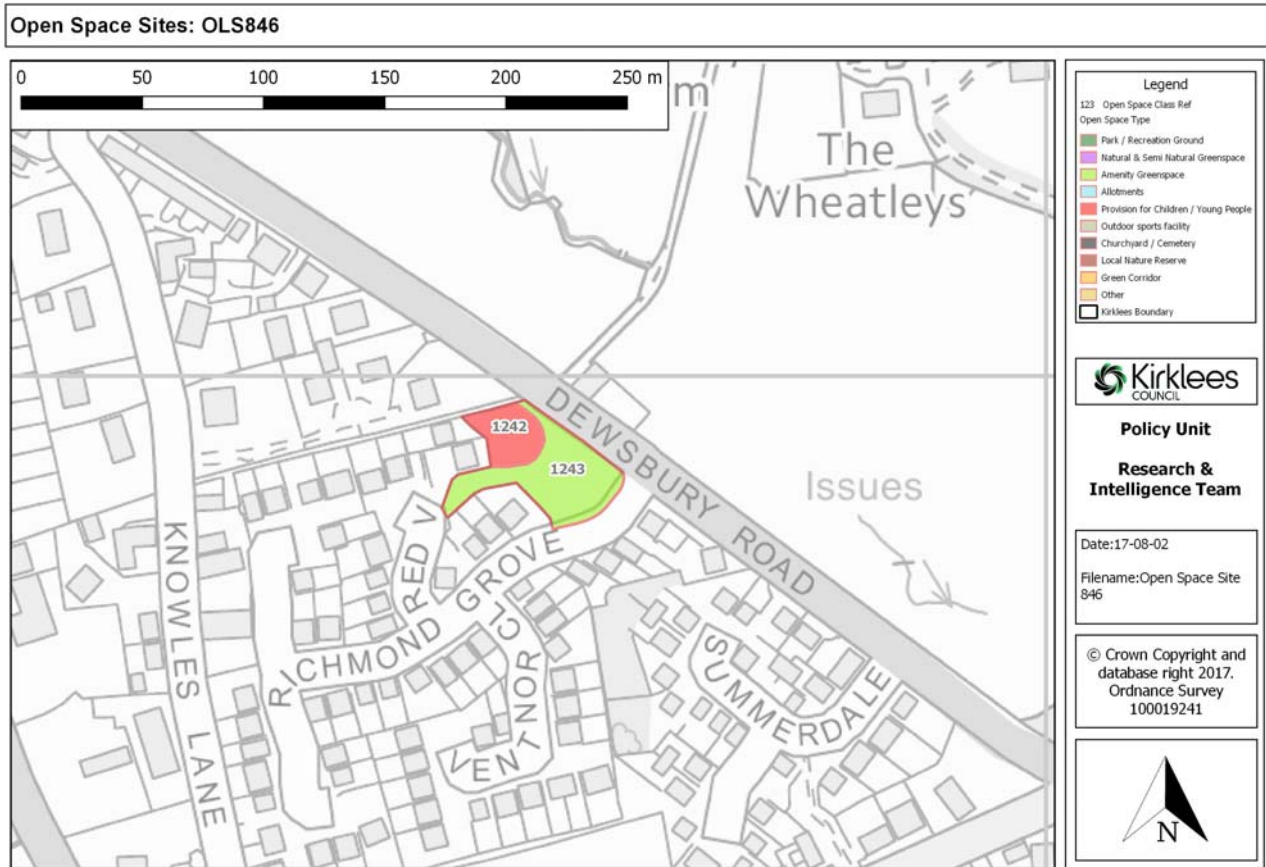 Open Space Sites: OLS846
0 50 100 150 200 250 m
m
The
Wheatleys
DEWSBURY ROAD
1242
1243
Issues
KNOWLES LANE
RED V
RICHMOND GROVE
VENTNOR CL
SUMMERDALE
Legend
123 Open Space Class Ref
Open Space Type
Park / Recreation Ground
Natural & Semi Natural Greenspace
Amenity Greenspace
Allotments
Provision for Children / Young People
Outdoor sports facility
Churchyard / Cemetery
Local Nature Reserve
Green Corridor
Other
Kirklees Boundary
Kirklees
COUNCIL
Policy Unit
Research &
Intelligence Team
Date:17-08-02
Filename:Open Space Site
846
© Crown Copyright and
database right 2017.
Ordnance Survey
100019241
N